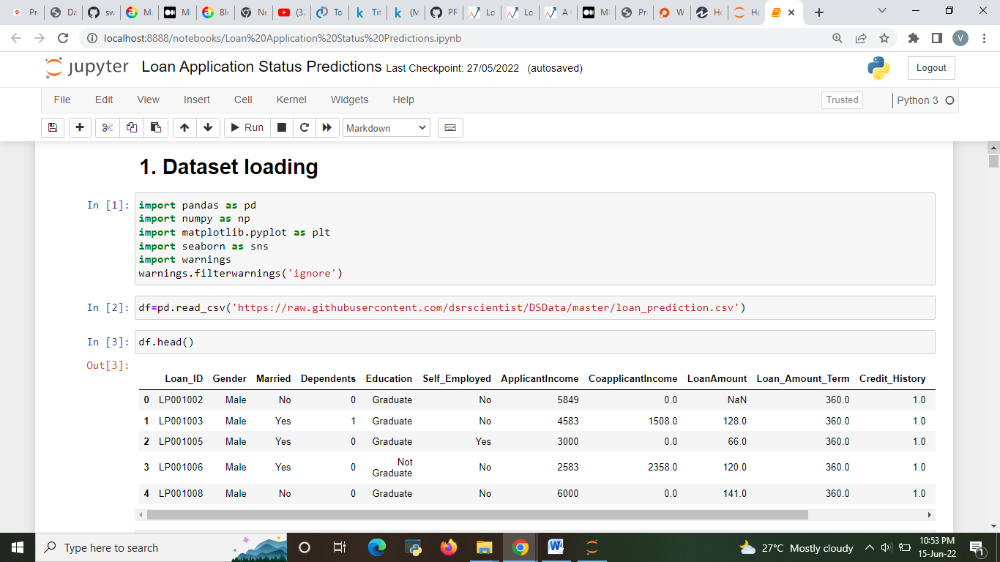 Pr Da sw M. M Bl Ne (3: To Tit (M PR Lo Lo A M Pr W Ho Ho
localhost:8888/notebooks/Loan%20Application%20Status%20Predictions.ipynb V
jupyter Loan Application Status Predictions Last Checkpoint: 27/05/2022 (autosaved) Logout
File Edit View Insert Cell Kernel Widgets Help Trusted Python 3
Run Markdown
1. Dataset loading
In [1]: import pandas as pd
import numpy as np
import matplotlib.pyplot as plt
import seaborn as sns
import warnings
warnings.filterwarnings('ignore')
In [2]: df=pd.read_csv('https://raw.githubusercontent.com/dsrscientist/DSData/master/loan_prediction.csv')
In [3]: df.head()
Out[3]:
Loan_ID Gender Married Dependents Education Self_Employed ApplicantIncome CoapplicantIncome LoanAmount Loan_Amount_Term Credit_History
0 LP001002 Male No 0 Graduate No 5849 0.0 NaN 360.0 1.0
1 LP001003 Male Yes 1 Graduate No 4583 1508.0 128.0 360.0 1.0
2 LP001005 Male Yes 0 Graduate Yes 3000 0.0 66.0 360.0 1.0
3 LP001006 Male Yes 0 Not Graduate No 2583 2358.0 120.0 360.0 1.0
4 LP001008 Male No 0 Graduate No 6000 0.0 141.0 360.0 1.0
Type here to search 27°C Mostly cloudy 10:53 PM
15-Jun-22 1